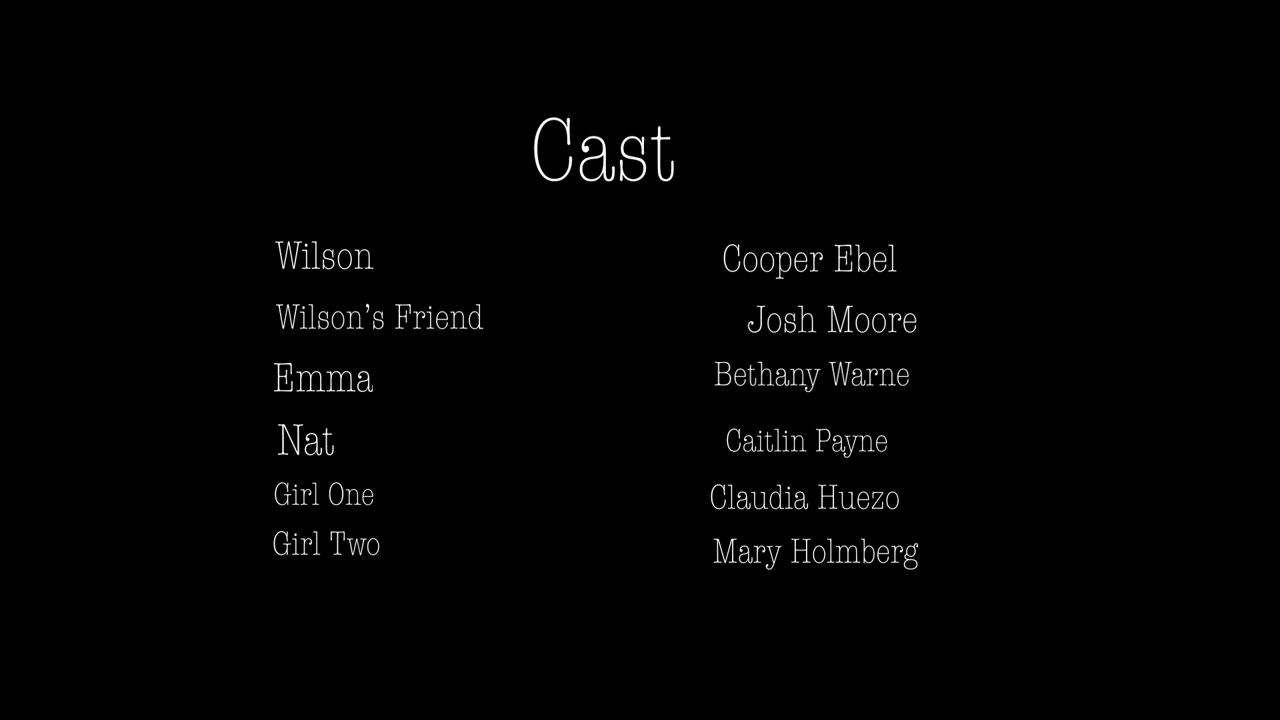 Cast
Wilson Cooper Ebel
Wilson's Friend Josh Moore
Emma Bethany Warne
Nat Caitlin Payne
Girl One Claudia Huezo
Girl Two Mary Holmberg